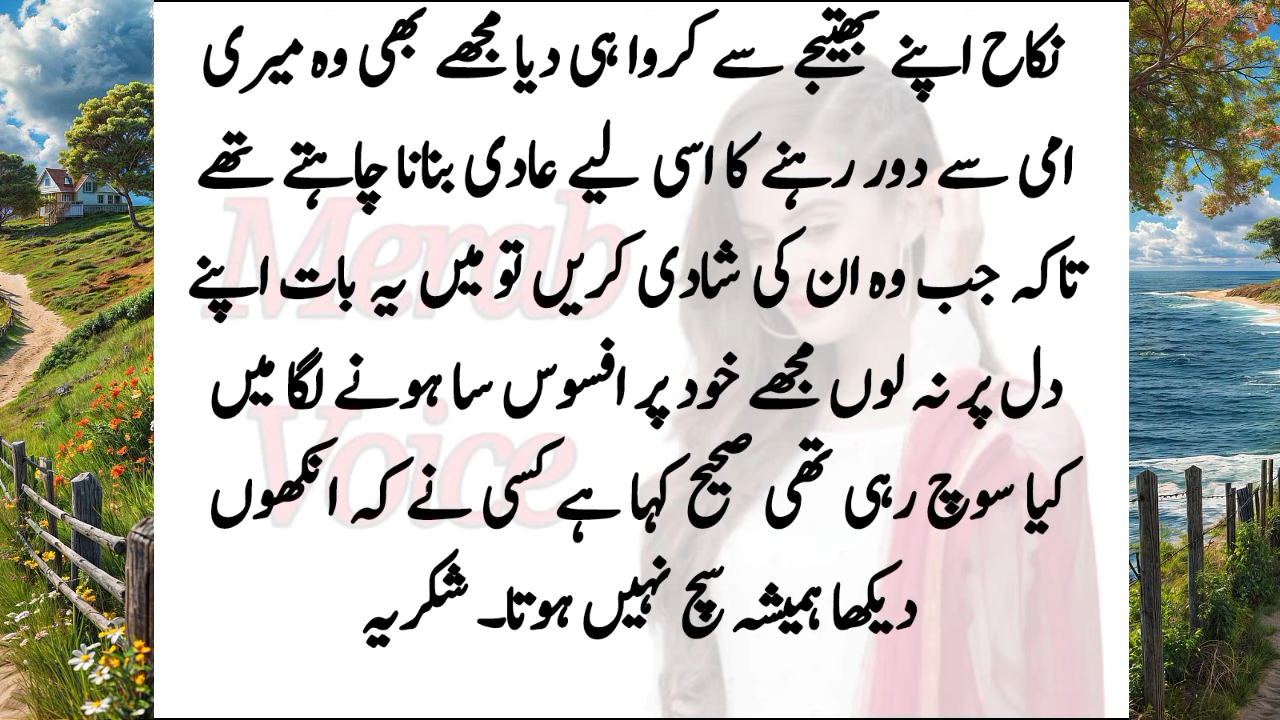 نکاح اپنے بھتیجے سے کروا ہی دیا مجھے بھی وہ میری
امی سے دور رہنے کا اسی لیے عادی بنانا چاہتے تھے
تاکہ جب وہ ان کی شادی کریں تو میں یہ بات اپنے
دل پر نہ لوں مجھے خود پر افسوس سا ہونے لگا میں
کیا سوچ رہی تھی صحیح کہا ہے کسی نے کہ انکھوں
دیکھا ہمیشہ سچ نہیں ہوتا۔ شکریہ
Merab
Voice